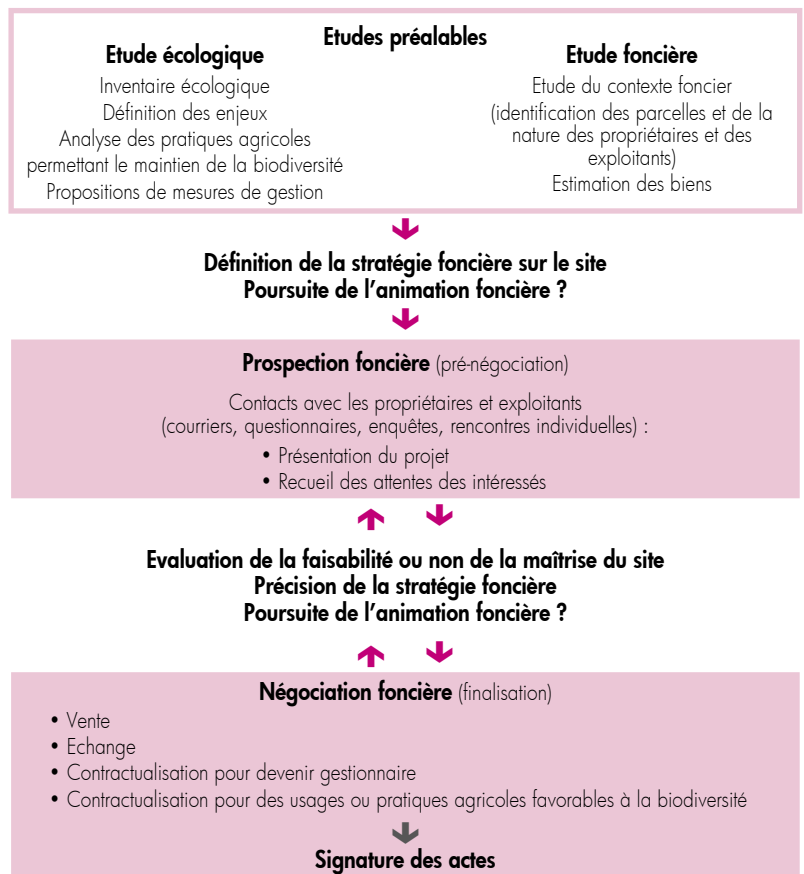 Etudes préalables
Etude écologique
Inventaire écologique
Définition des enjeux
Analyse des pratiques agricoles
permettant le maintien de la biodiversité
Propositions de mesures de gestion
Etude foncière
Etude du contexte foncier
(identification des parcelles et de la
nature des propriétaires et des
exploitants)
Estimation des biens
Définition de la stratégie foncière sur le site
Poursuite de l'animation foncière ?
Prospection foncière (pré-négociation)
Contacts avec les propriétaires et exploitants
(courriers, questionnaires, enquêtes, rencontres individuelles) :
• Présentation du projet
• Recueil des attentes des intéressés
Evaluation de la faisabilité ou non de la maîtrise du site
Précision de la stratégie foncière
Poursuite de l'animation foncière ?
Négociation foncière (finalisation)
• Vente
• Echange
• Contractualisation pour devenir gestionnaire
• Contractualisation pour des usages ou pratiques agricoles favorables à la biodiversité
Signature des actes